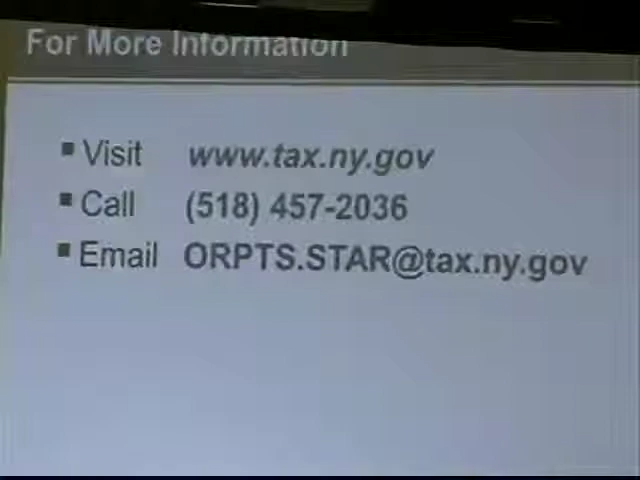 For More Information
▪ Visit www.tax.ny.gov
▪ Call (518) 457-2036
▪ Email ORPTS.STAR@tax.ny.gov